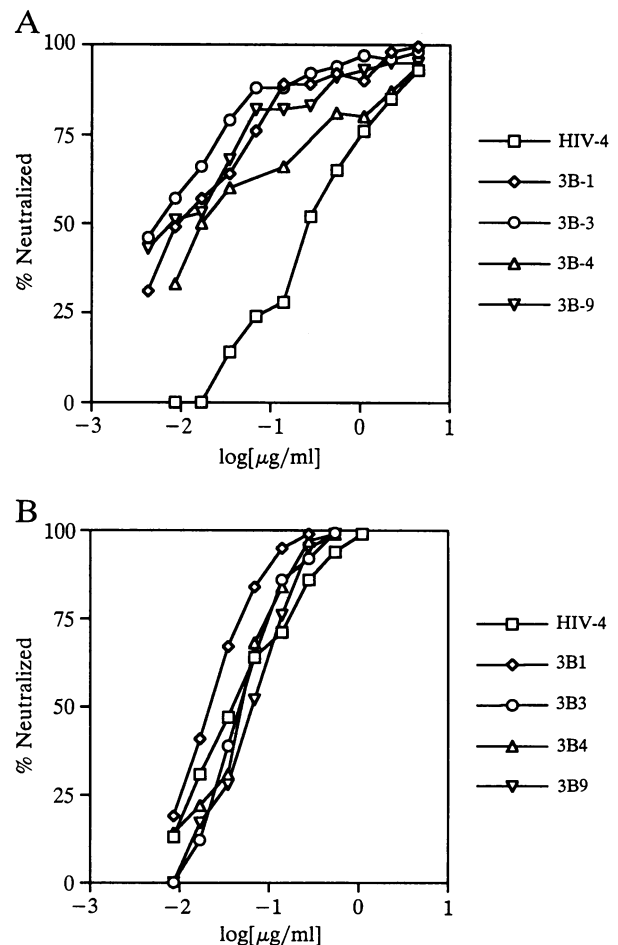 A
100
75
50
25
0
% Neutralized
−3
−2
−1
0
1
log[μg/ml]
HIV-4
3B-1
3B-3
3B-4
3B-9
B
100
75
50
25
0
% Neutralized
−3
−2
−1
0
1
log[μg/ml]
HIV-4
3B1
3B3
3B4
3B9